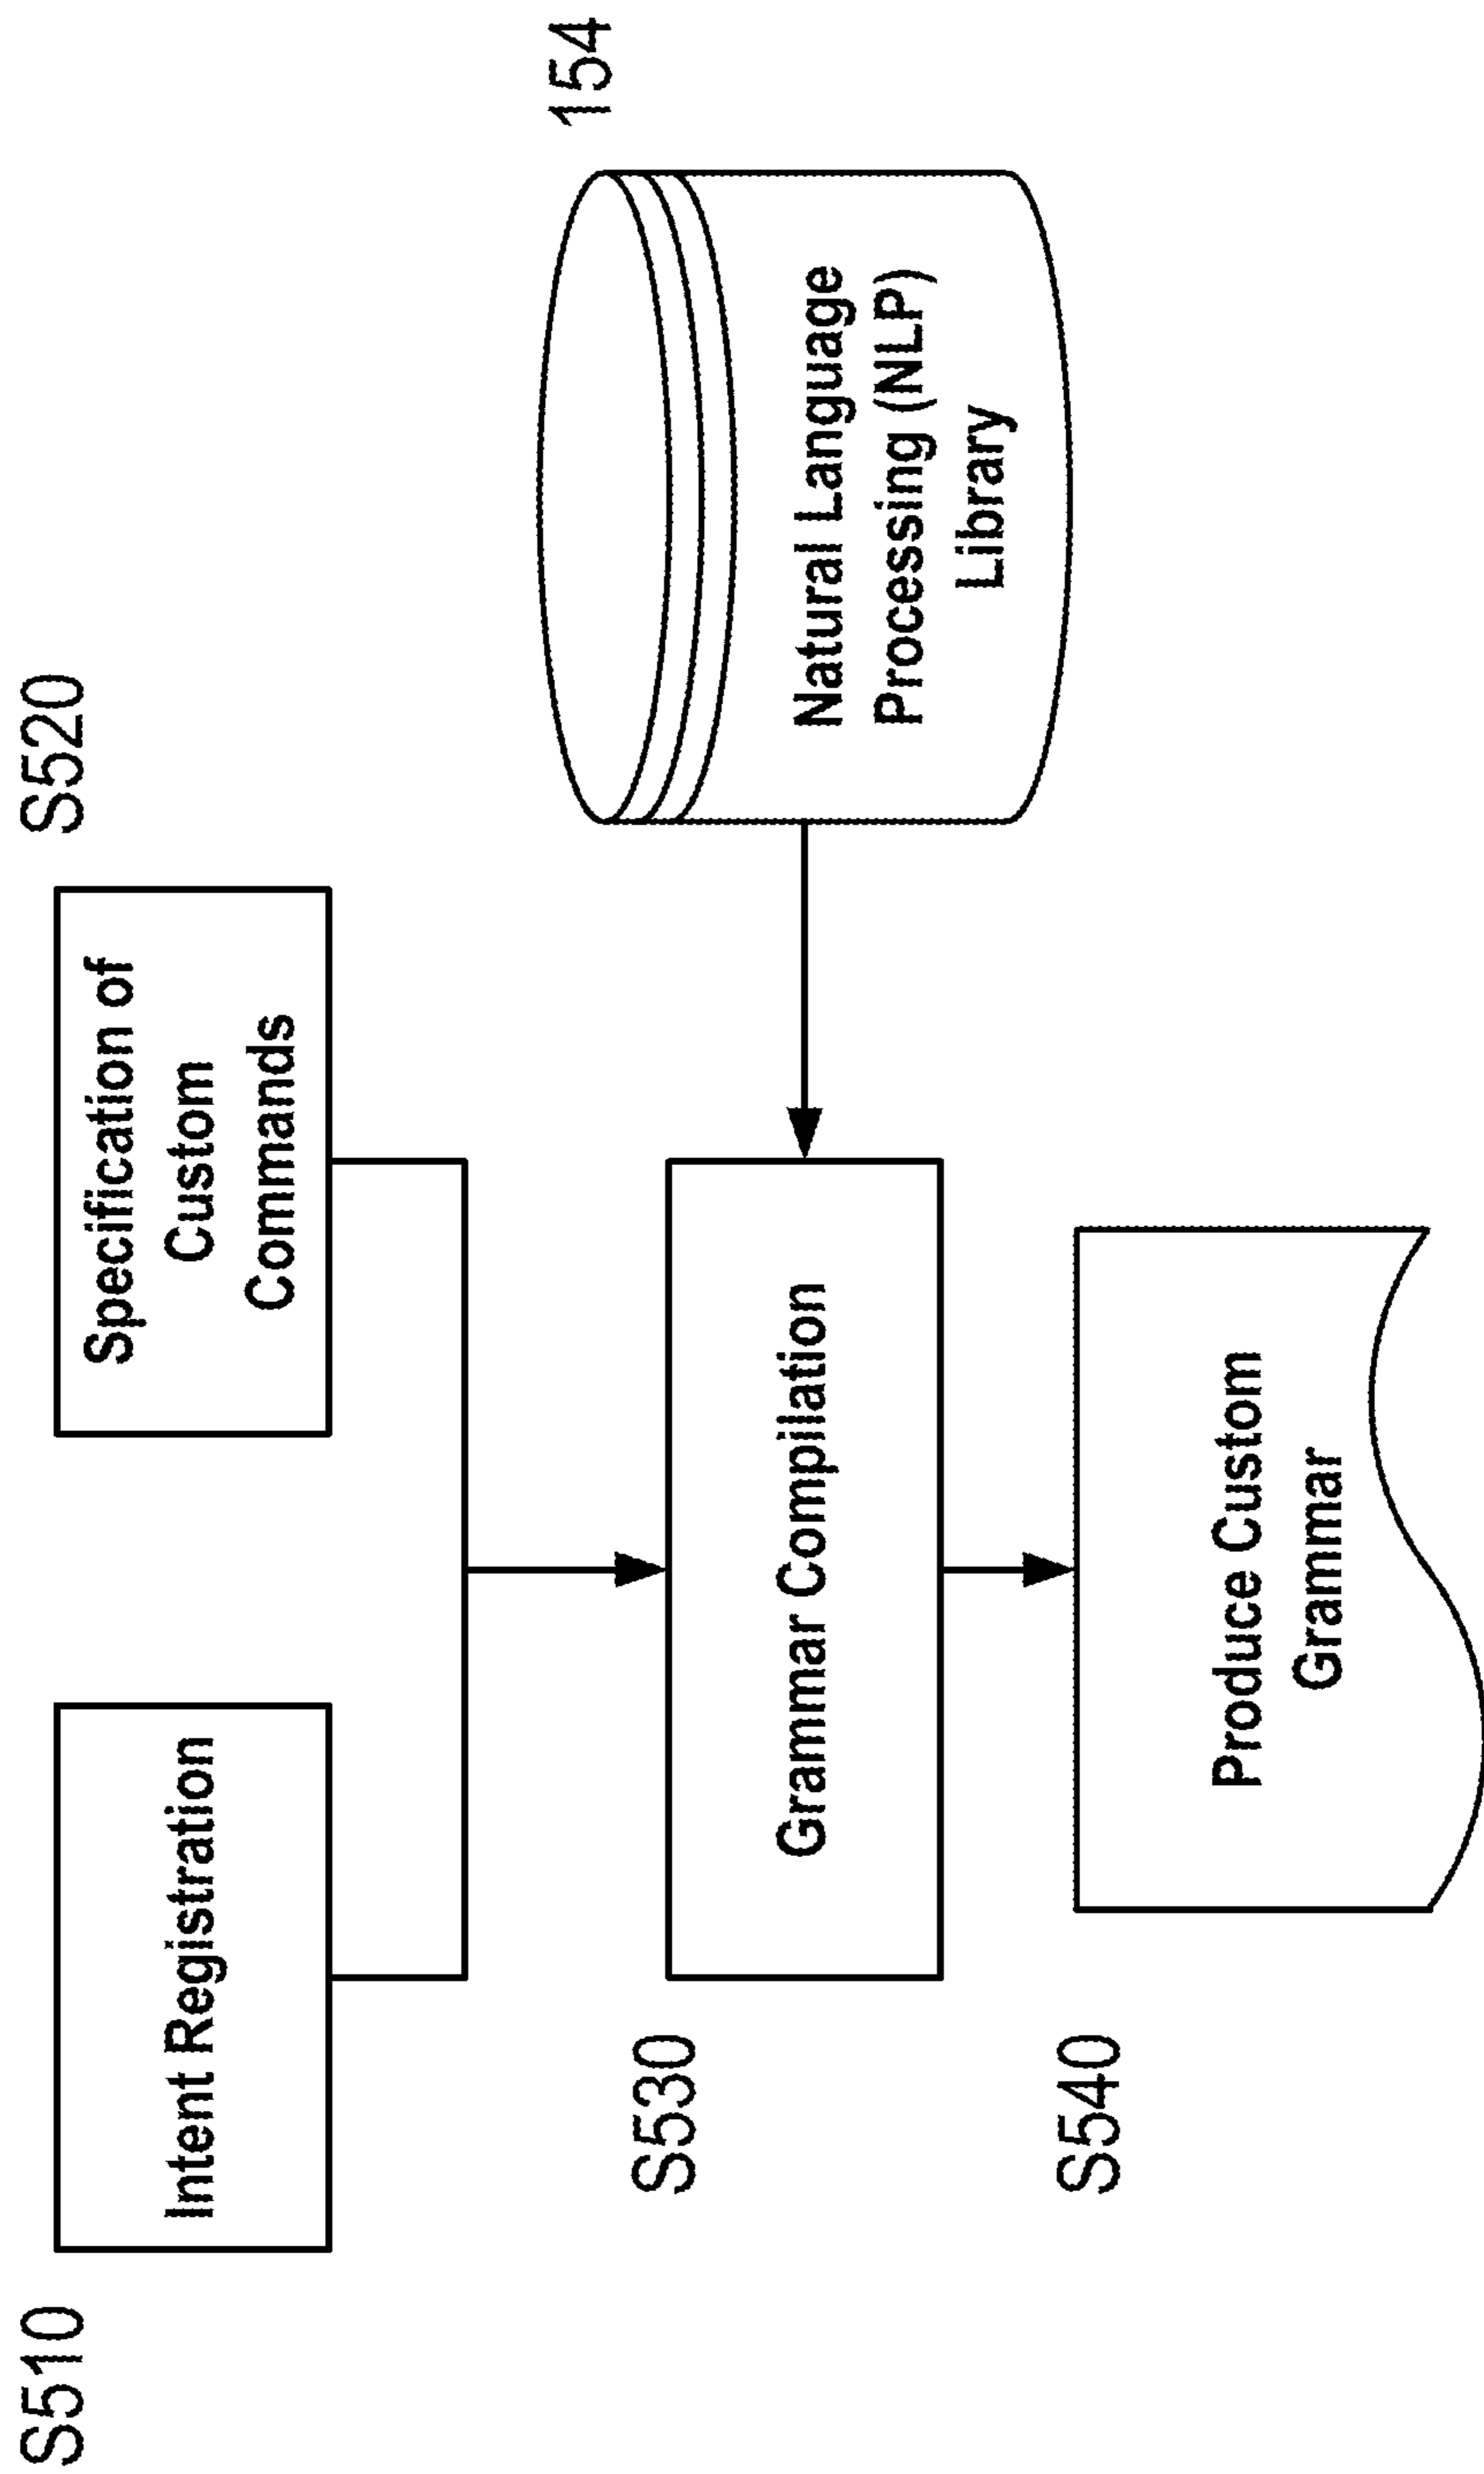 S510
Intent Registration
Specification of
Custom
Commands
S520
S530
Grammar Compilation
Natural Language
Processing (NLP)
Library
154
S540
Produce Custom
Grammar